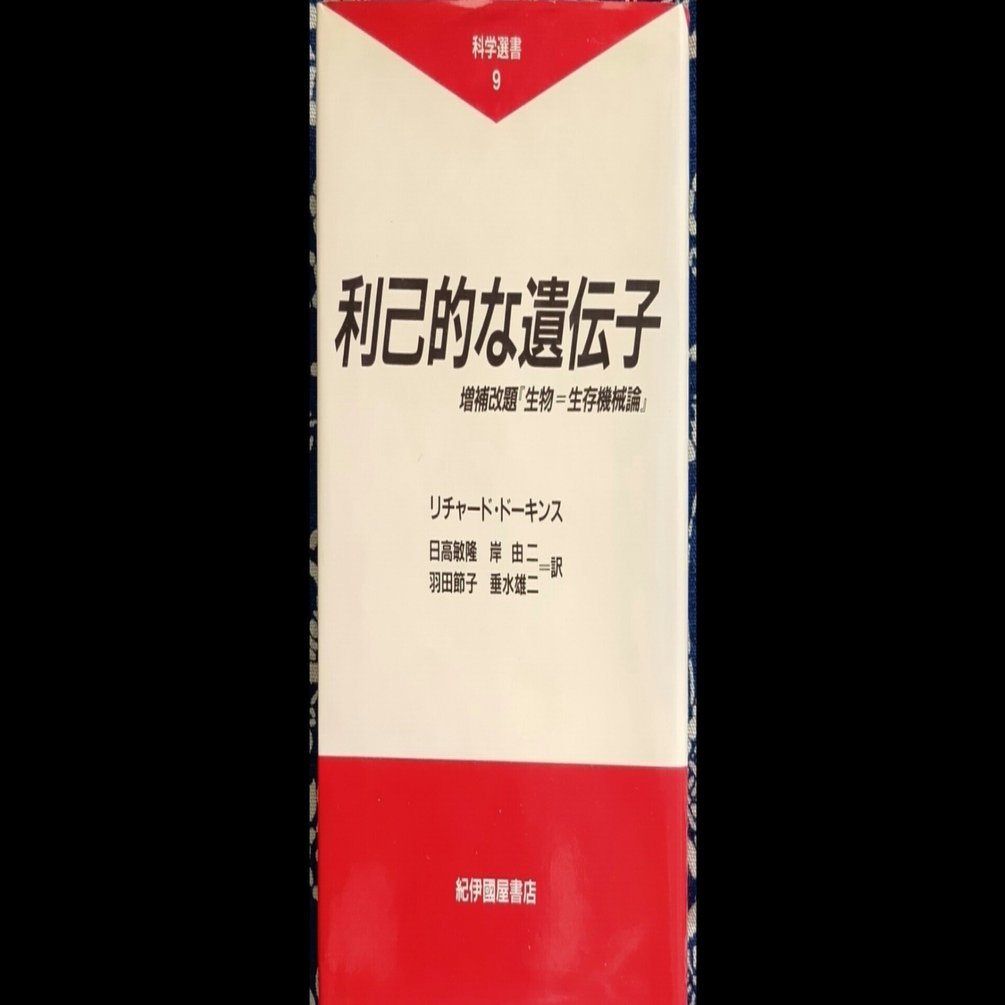 科学選書
9
利己的な遺伝子
増補改題『生物＝生存機械論』
リチャード・ドーキンス
日高敏隆 岸 由二
羽田節子 垂水雄二
＝訳
紀伊國屋書店